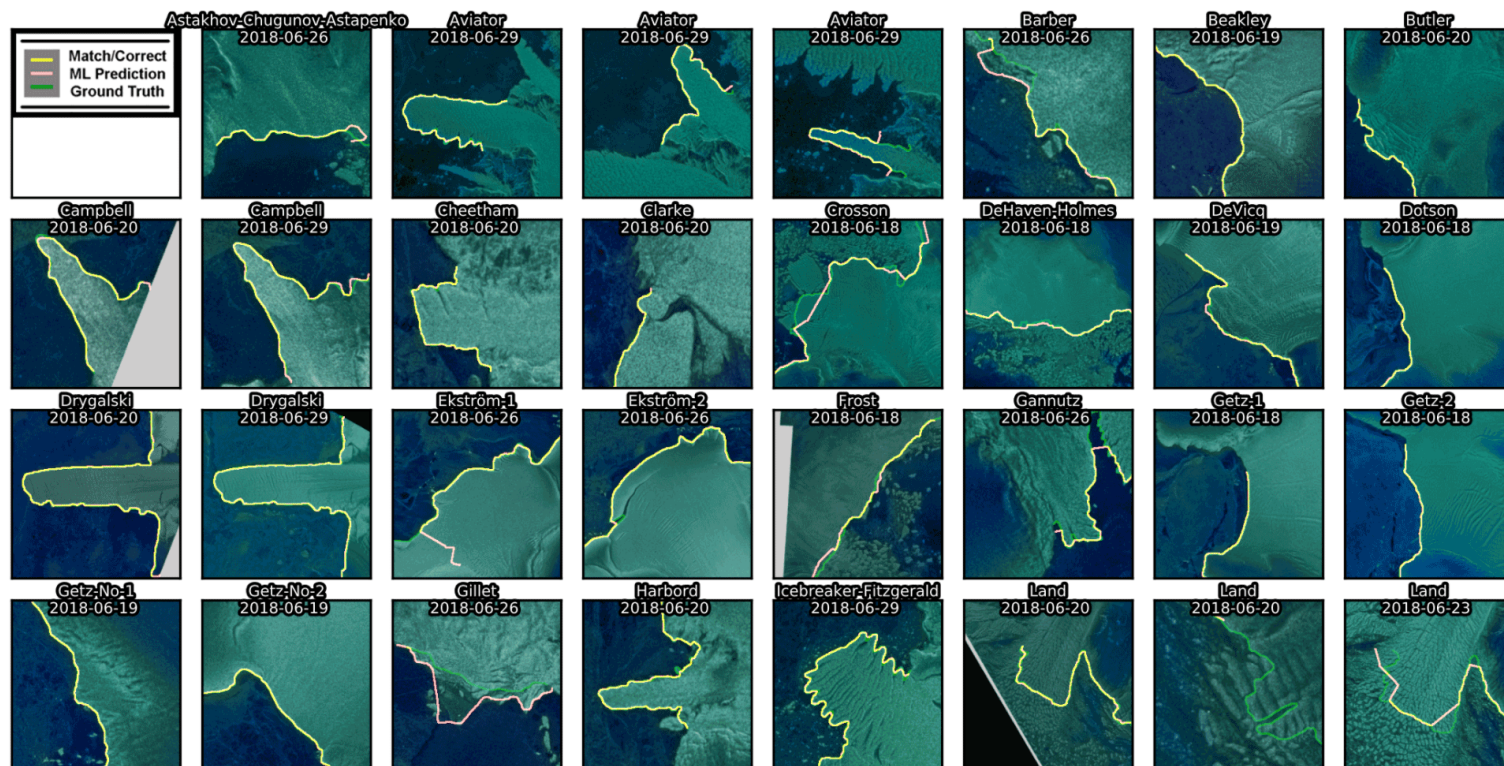 Match/Correct
ML Prediction
Ground Truth
Astakhov-Chugunov-Astapenko
2018-06-26
Aviator
2018-06-29
Aviator
2018-06-29
Aviator
2018-06-29
Barber
2018-06-26
Beakley
2018-06-19
Butler
2018-06-20
Campbell
2018-06-20
Campbell
2018-06-29
Cheetham
2018-06-20
Clarke
2018-06-20
Crosson
2018-06-18
DeHaven-Holmes
2018-06-18
DeVicq
2018-06-19
Dotson
2018-06-18
Drygalski
2018-06-20
Drygalski
2018-06-29
Ekström-1
2018-06-26
Ekström-2
2018-06-26
Frost
2018-06-18
Gannutz
2018-06-26
Getz-1
2018-06-18
Getz-2
2018-06-18
Getz-No-1
2018-06-19
Getz-No-2
2018-06-19
Gillet
2018-06-26
Harbord
2018-06-20
Icebreaker-Fitzgerald
2018-06-29
Land
2018-06-20
Land
2018-06-20
Land
2018-06-23